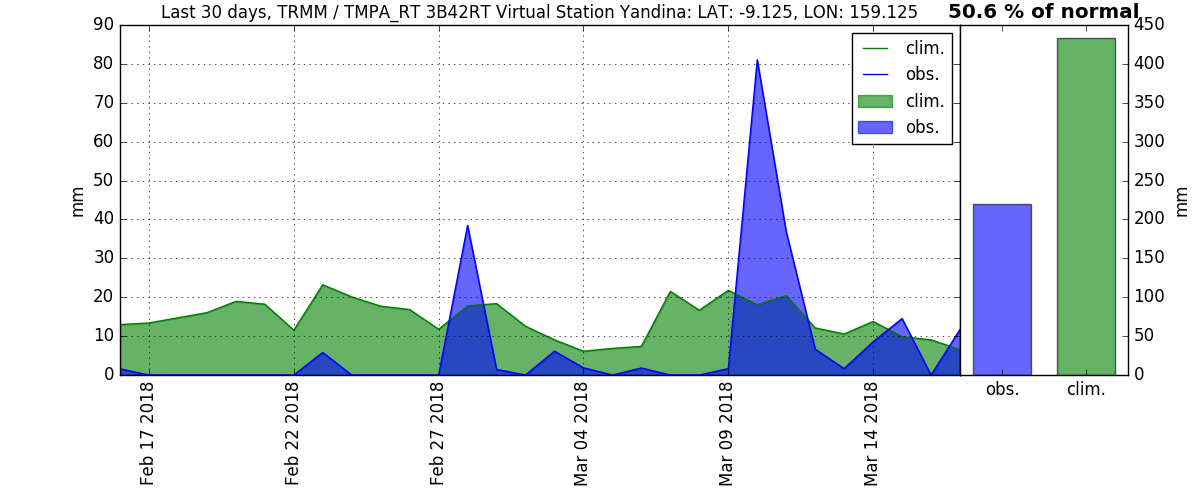 Last 30 days, TRMM / TMPA_RT 3B42RT Virtual Station Yandina: LAT: -9.125, LON: 159.125
50.6 % of normal
90
80
70
60
50
40
30
20
10
0
mm
clim.
obs.
clim.
obs.
Feb 17 2018
Feb 22 2018
Feb 27 2018
Mar 04 2018
Mar 09 2018
Mar 14 2018
450
400
350
300
250
200
150
100
50
0
mm
obs.
clim.